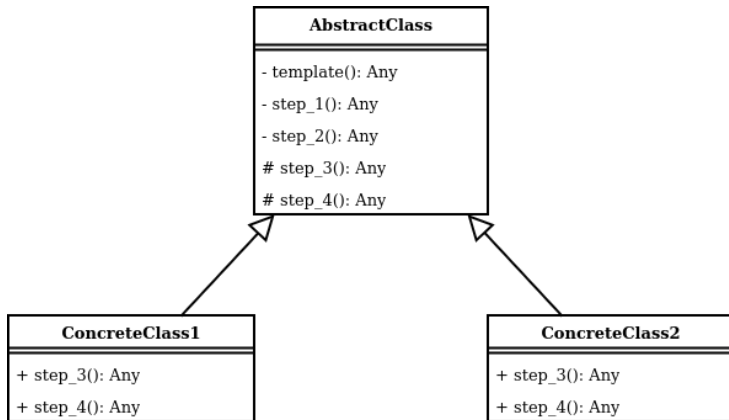 AbstractClass
- template(): Any
- step_1(): Any
- step_2(): Any
# step_3(): Any
# step_4(): Any
ConcreteClass1
+ step_3(): Any
+ step_4(): Any
ConcreteClass2
+ step_3(): Any
+ step_4(): Any